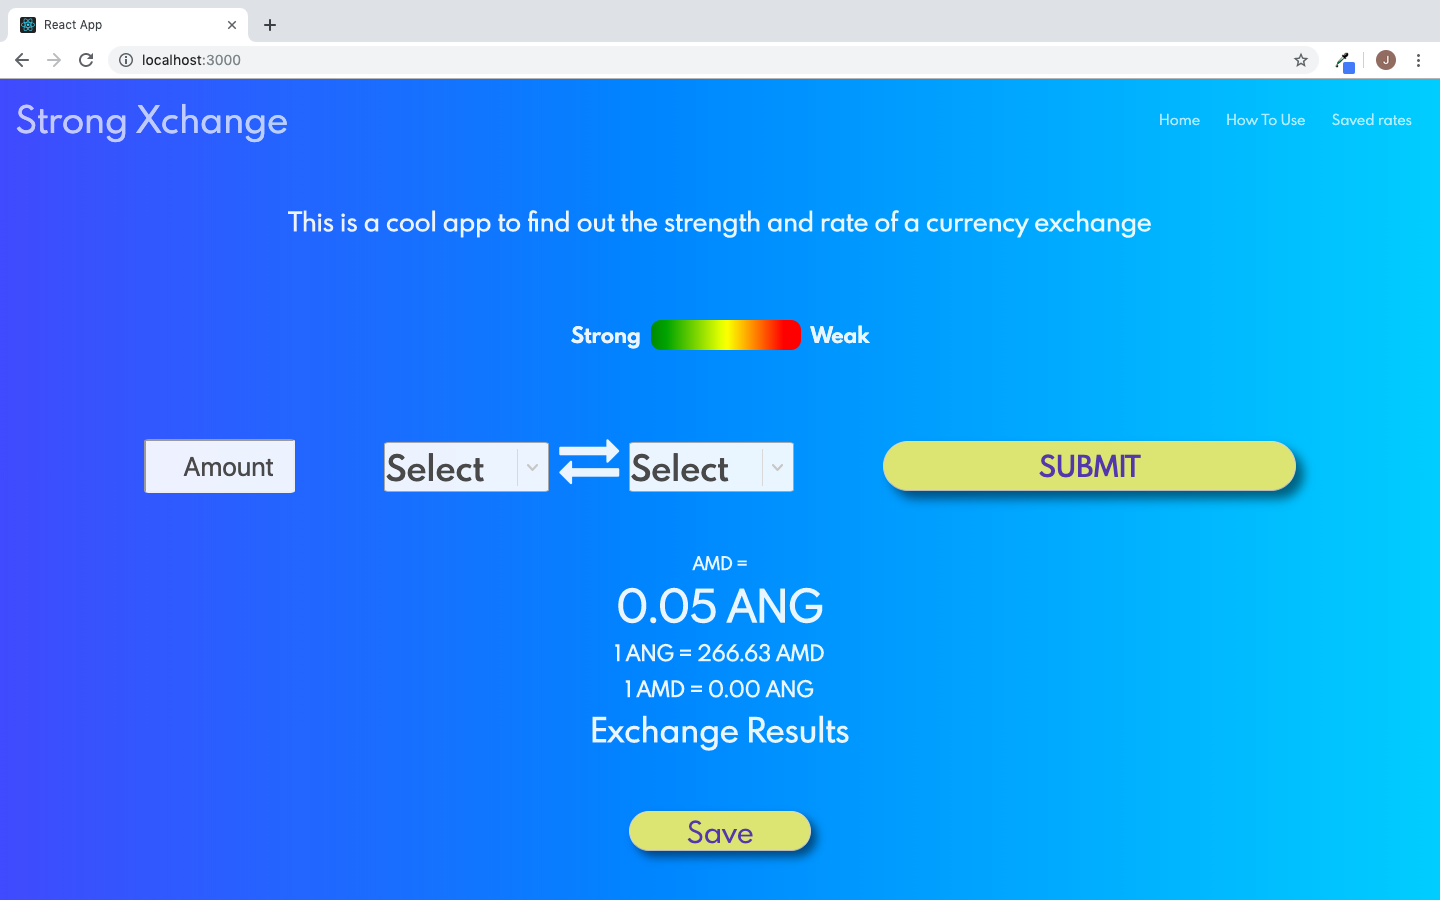 React App
localhost:3000
J
Strong Xchange
Home How To Use Saved rates
This is a cool app to find out the strength and rate of a currency exchange
Strong Weak
Amount Select Select SUBMIT
AMD =
0.05 ANG
1 ANG = 266.63 AMD
1 AMD = 0.00 ANG
Exchange Results
Save